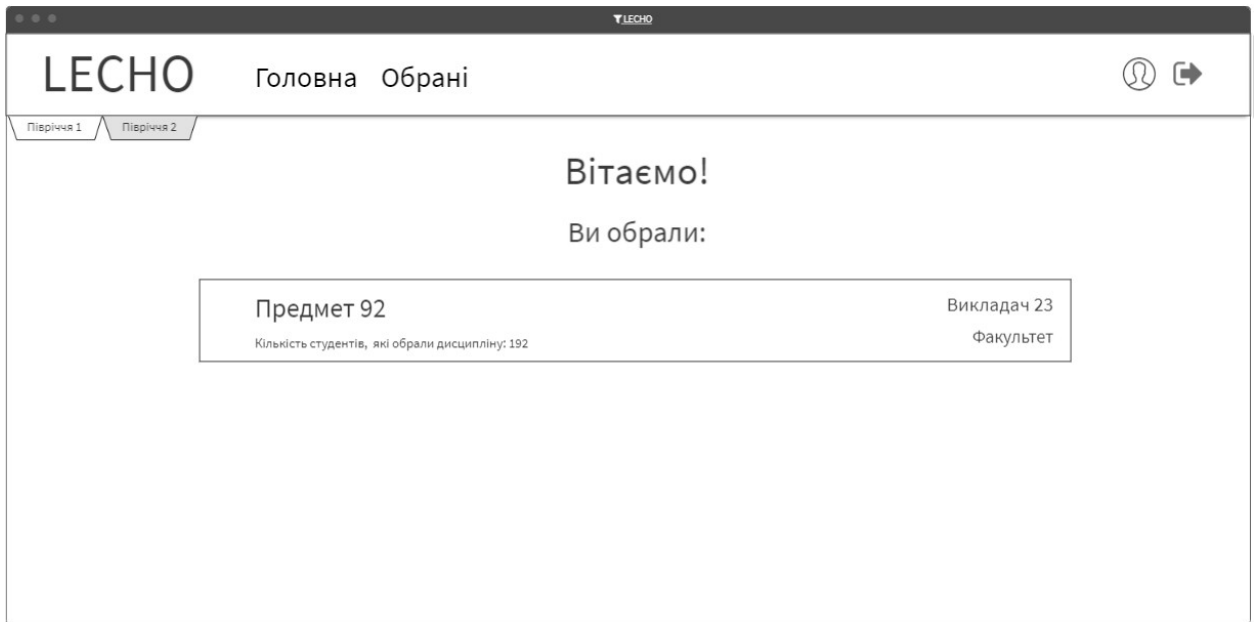 LECHO
LECHO Головна Обрані
Півріччя 1 Півріччя 2
Вітаємо!
Ви обрали:
Предмет 92 Викладач 23
Кількість студентів, які обрали дисципліну: 192 Факультет